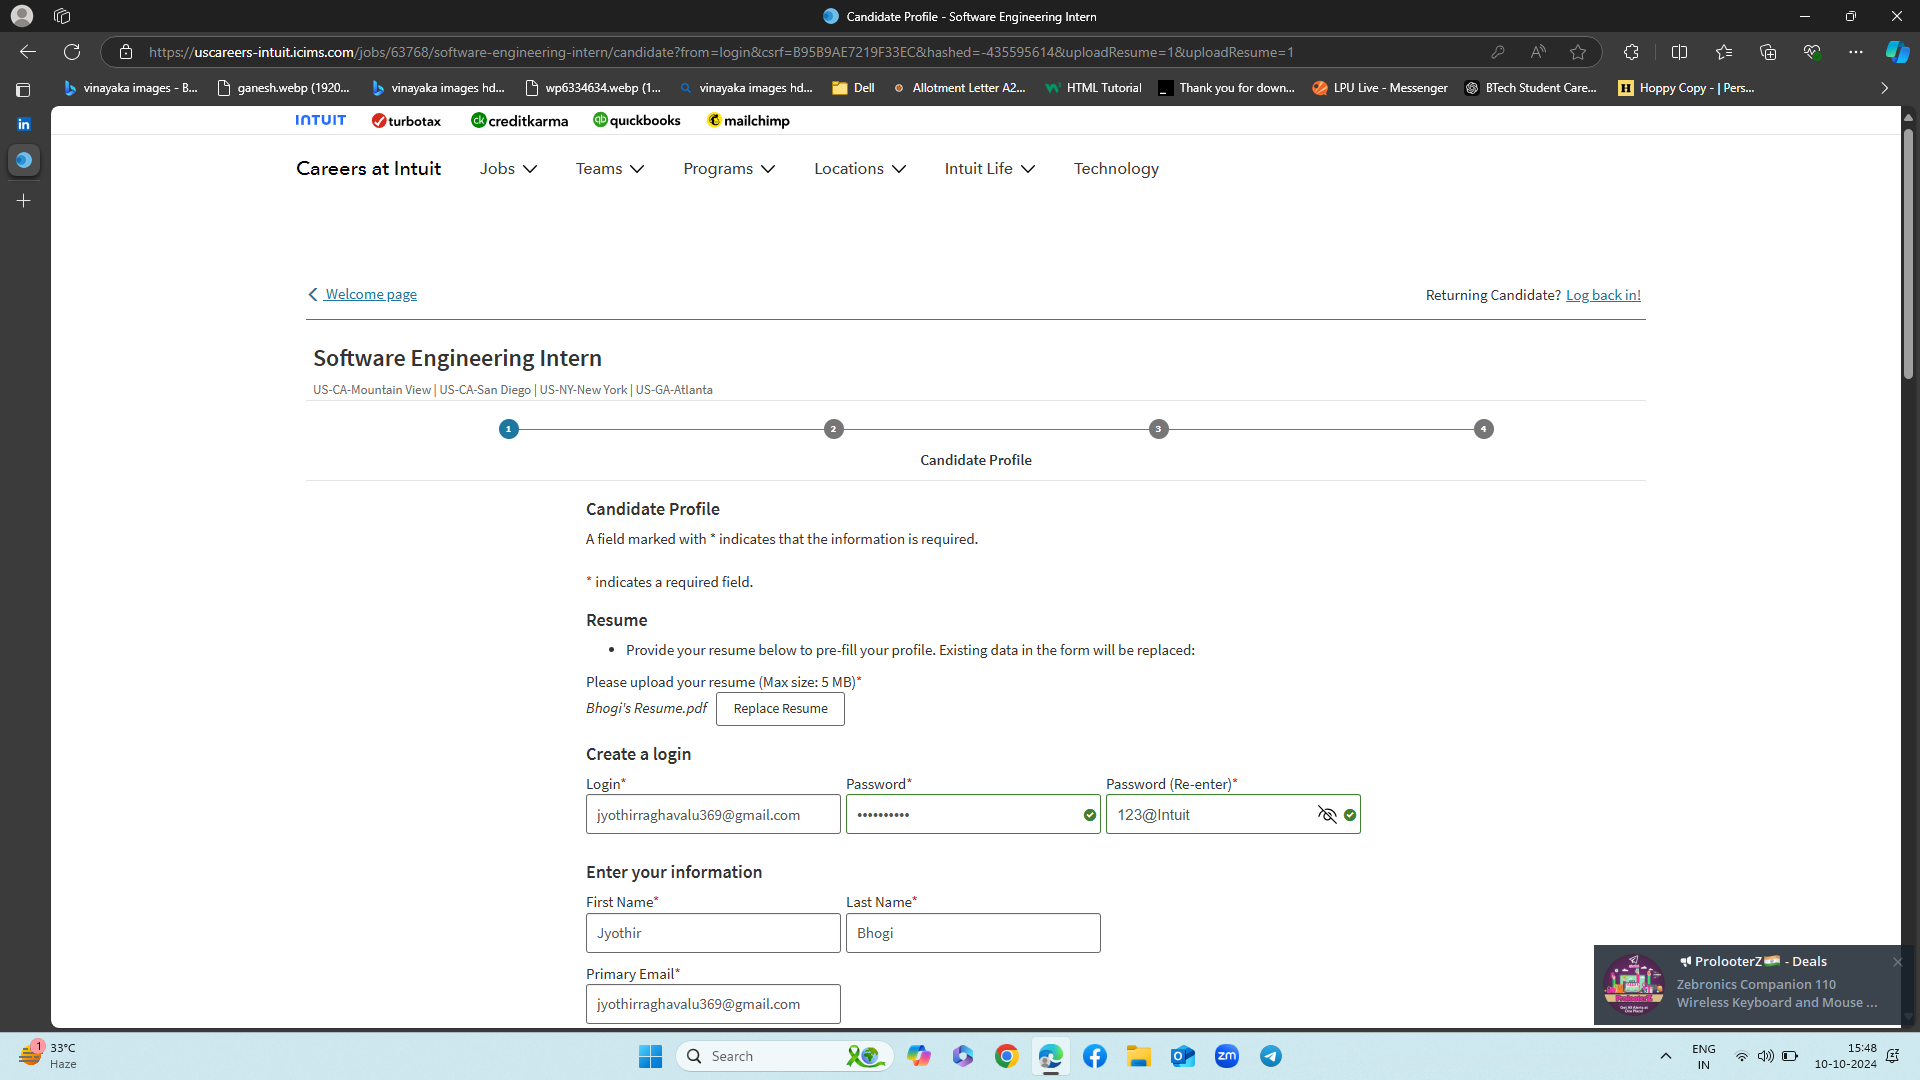 Candidate Profile - Software Engineering Intern
https://uscareers-intuit.icims.com/jobs/63768/software-engineering-intern/candidate?from=login&csrf=B95B9AE7219F33EC&hashed=-435595614&uploadResume=1&uploadResume=1
vinayaka images - B... ganesh.webp (1920... vinayaka images hd... wp6334634.webp (1... vinayaka images hd... Dell Allotment Letter A2... HTML Tutorial Thank you for down... LPU Live - Messenger BTech Student Care... H Hoppy Copy - | Pers...
in
INTUIT turbotax ck creditkarma qb quickbooks mailchimp
Careers at Intuit Jobs Teams Programs Locations Intuit Life Technology
Welcome page Returning Candidate? Log back in!
Software Engineering Intern
US-CA-Mountain View | US-CA-San Diego | US-NY-New York | US-GA-Atlanta
1 2 3 4
Candidate Profile
Candidate Profile
A field marked with * indicates that the information is required.
* indicates a required field.
Resume
• Provide your resume below to pre-fill your profile. Existing data in the form will be replaced:
Please upload your resume (Max size: 5 MB)*
Bhogi's Resume.pdf Replace Resume
Create a login
Login* Password* Password (Re-enter)*
jyothirraghavalu369@gmail.com •••••••••• 123@Intuit
Enter your information
First Name* Last Name*
Jyothir Bhogi
Primary Email*
jyothirraghavalu369@gmail.com
ProlooterZ - Deals
Zebronics Companion 110
Wireless Keyboard and Mouse ...
1 33°C
Haze
Search
zm
ENG
IN
15:48
10-10-2024